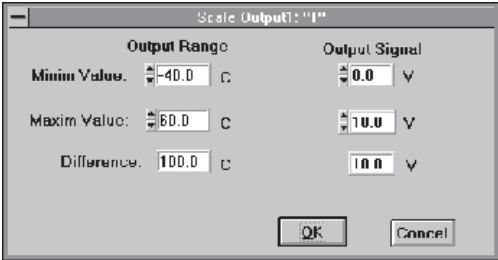 Scale Output1: "T"
Output Range Output Signal
Minim Value: -40.0 C 0.0 V
Maxim Value: 60.0 C 10.0 V
Difference: 100.0 C 10.0 V
OK Cancel